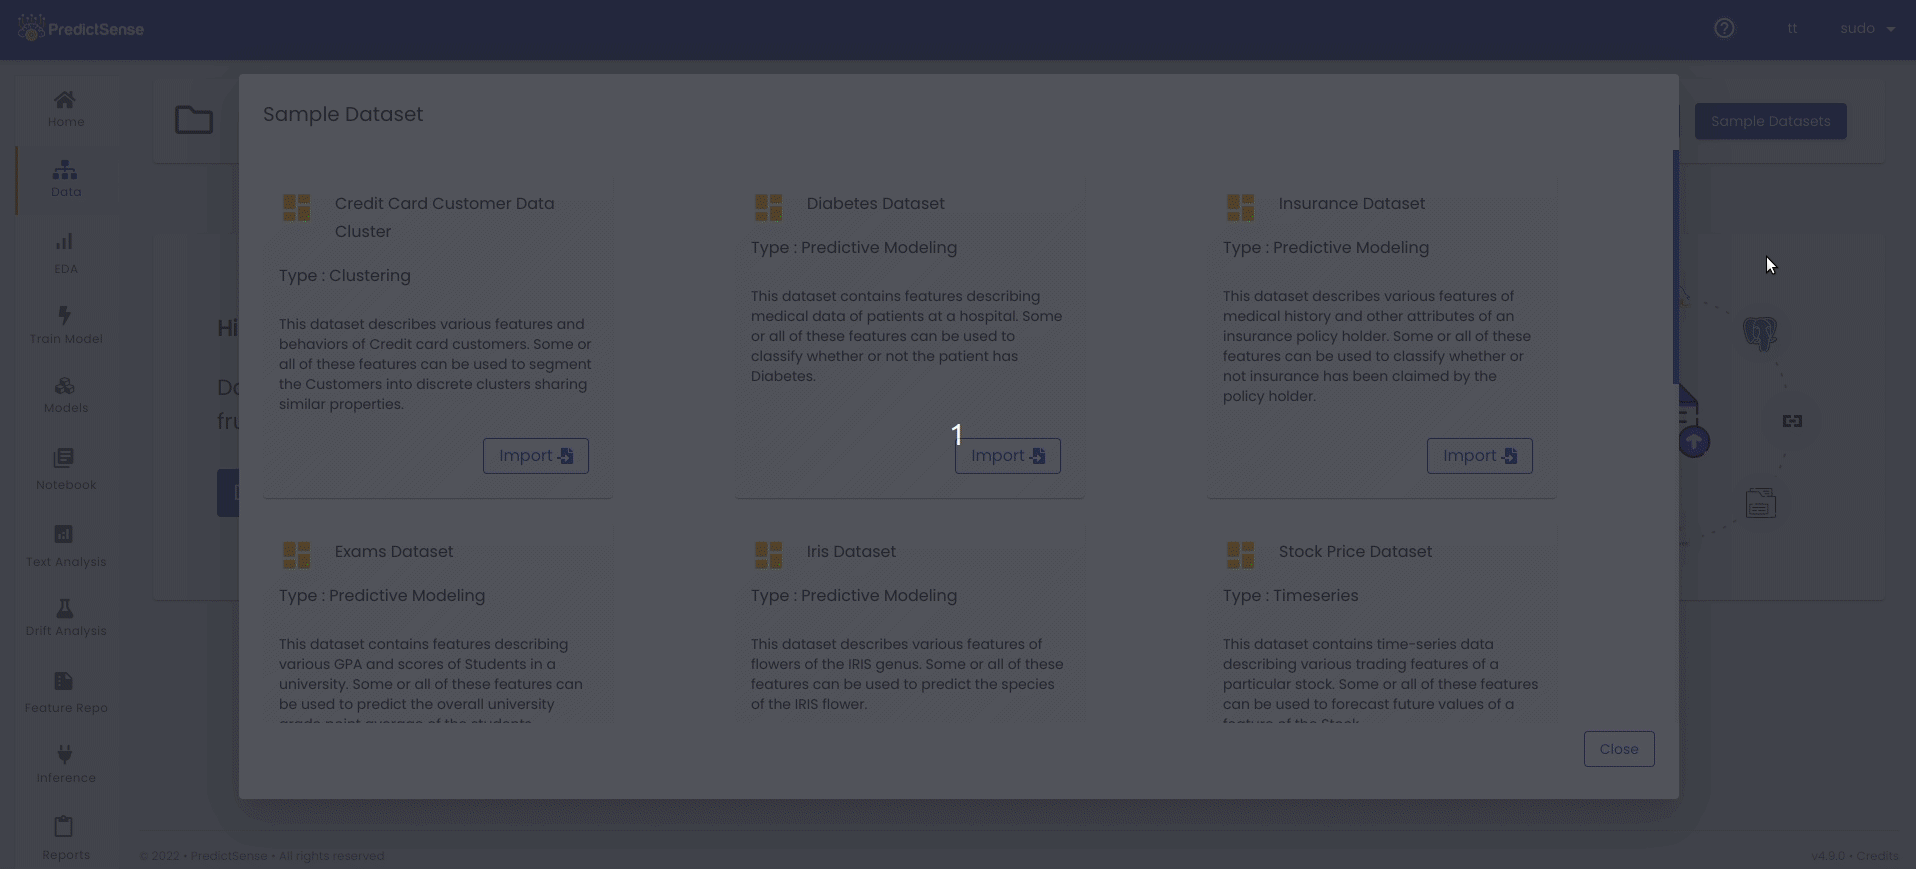 PredictSense
tt
sudo
Home
Data
EDA
Train Model
Models
Notebook
Text Analysis
Drift Analysis
Feature Repo
Inference
Reports
Sample Datasets
Hi
fru
Sample Dataset
Credit Card Customer Data
Cluster
Type : Clustering
This dataset describes various features and
behaviors of Credit card customers. Some or
all of these features can be used to segment
the Customers into discrete clusters sharing
similar properties.
Import
Diabetes Dataset
Type : Predictive Modeling
This dataset contains features describing
medical data of patients at a hospital. Some
or all of these features can be used to
classify whether or not the patient has
Diabetes.
1
Import
Insurance Dataset
Type : Predictive Modeling
This dataset describes various features of
medical history and other attributes of an
insurance policy holder. Some or all of these
features can be used to classify whether or
not insurance has been claimed by the
policy holder.
Import
Exams Dataset
Type : Predictive Modeling
This dataset contains features describing
various GPA and scores of Students in a
university. Some or all of these features can
be used to predict the overall university
grade point average of the students.
Iris Dataset
Type : Predictive Modeling
This dataset describes various features of
flowers of the IRIS genus. Some or all of these
features can be used to predict the species
of the IRIS flower.
Stock Price Dataset
Type : Timeseries
This dataset contains time-series data
describing various trading features of a
particular stock. Some or all of these features
can be used to forecast future values of a
feature of the Stock.
Close
© 2022 • PredictSense • All rights reserved
v4.9.0 • Credits